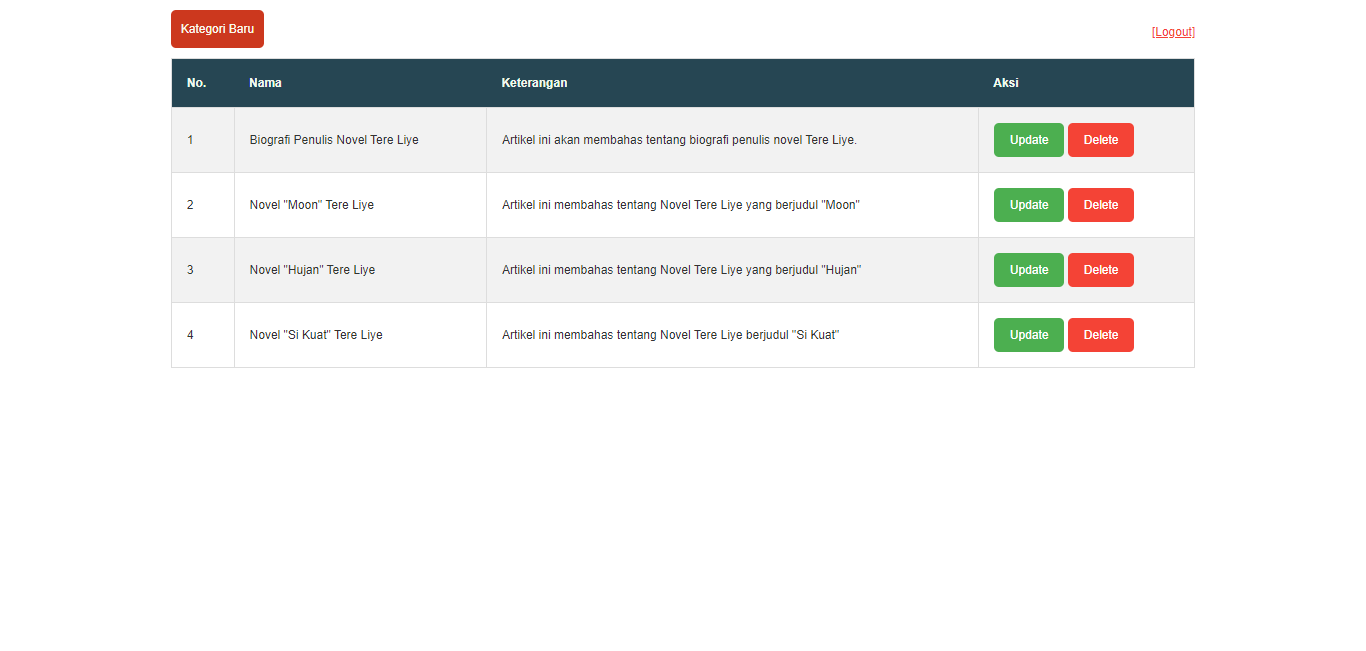 Kategori Baru
[Logout]
No. Nama Keterangan Aksi
1 Biografi Penulis Novel Tere Liye Artikel ini akan membahas tentang biografi penulis novel Tere Liye. Update Delete
2 Novel "Moon" Tere Liye Artikel ini membahas tentang Novel Tere Liye yang berjudul "Moon" Update Delete
3 Novel "Hujan" Tere Liye Artikel ini membahas tentang Novel Tere Liye yang berjudul "Hujan" Update Delete
4 Novel "Si Kuat" Tere Liye Artikel ini membahas tentang Novel Tere Liye berjudul "Si Kuat" Update Delete